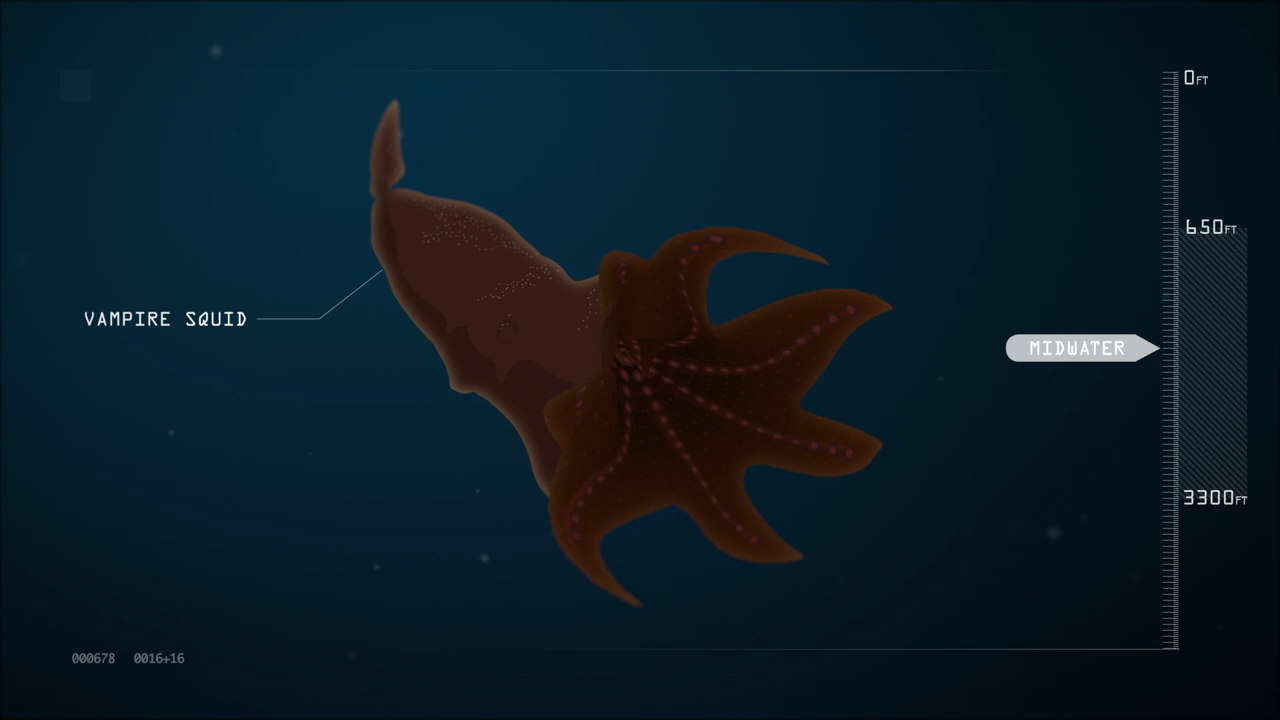 0FT
650FT
VAMPIRE SQUID
MIDWATER
3300FT
000678 0016+16